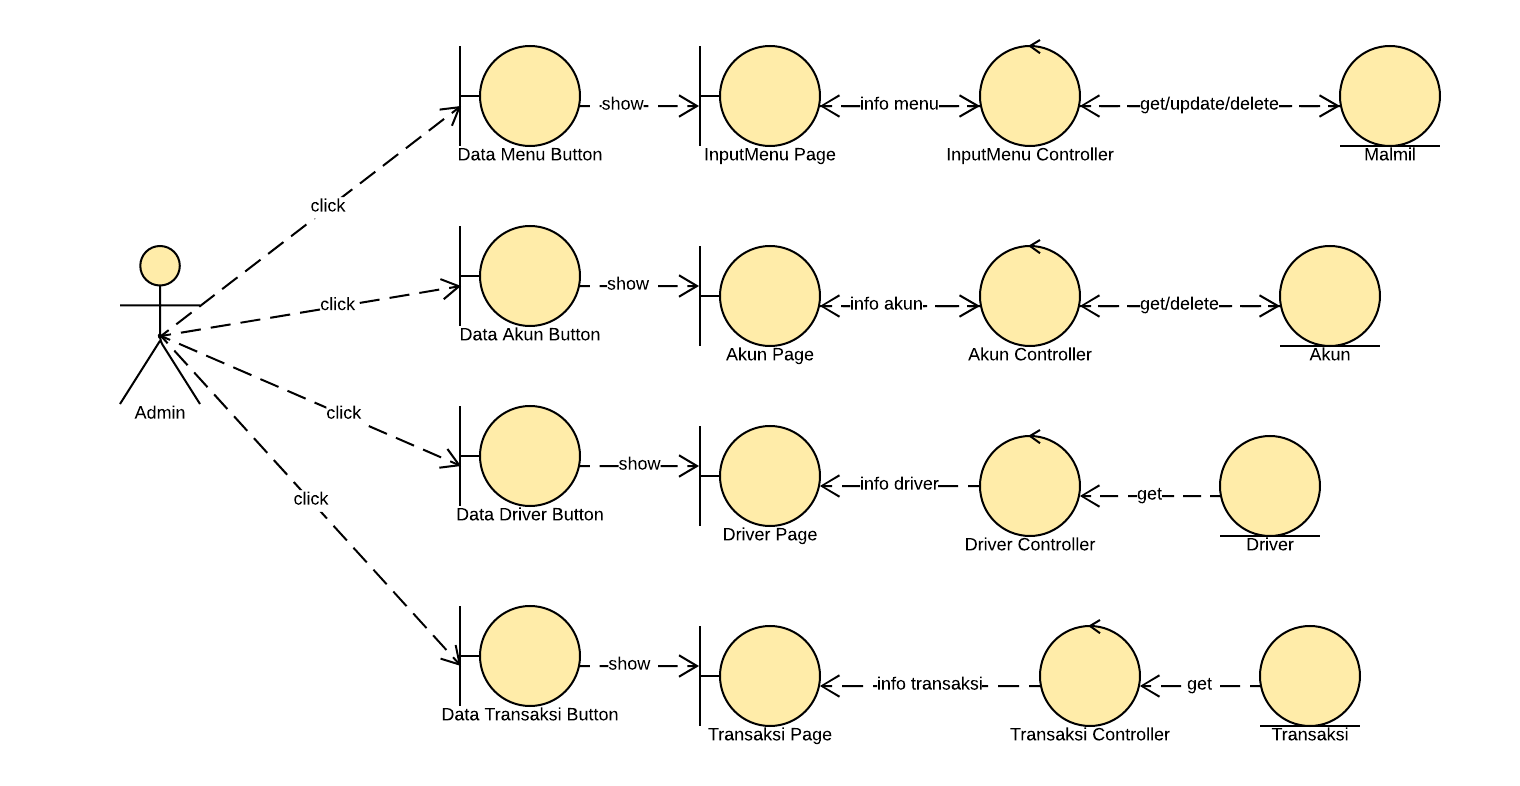 show
info menu
get/update/delete
Data Menu Button
InputMenu Page
InputMenu Controller
Malmil
click
show
click
info akun
get/delete
Data Akun Button
Akun Page
Akun Controller
Akun
Admin
click
show
info driver
get
click
Data Driver Button
Driver Page
Driver Controller
Driver
show
info transaksi
get
Data Transaksi Button
Transaksi Page
Transaksi Controller
Transaksi